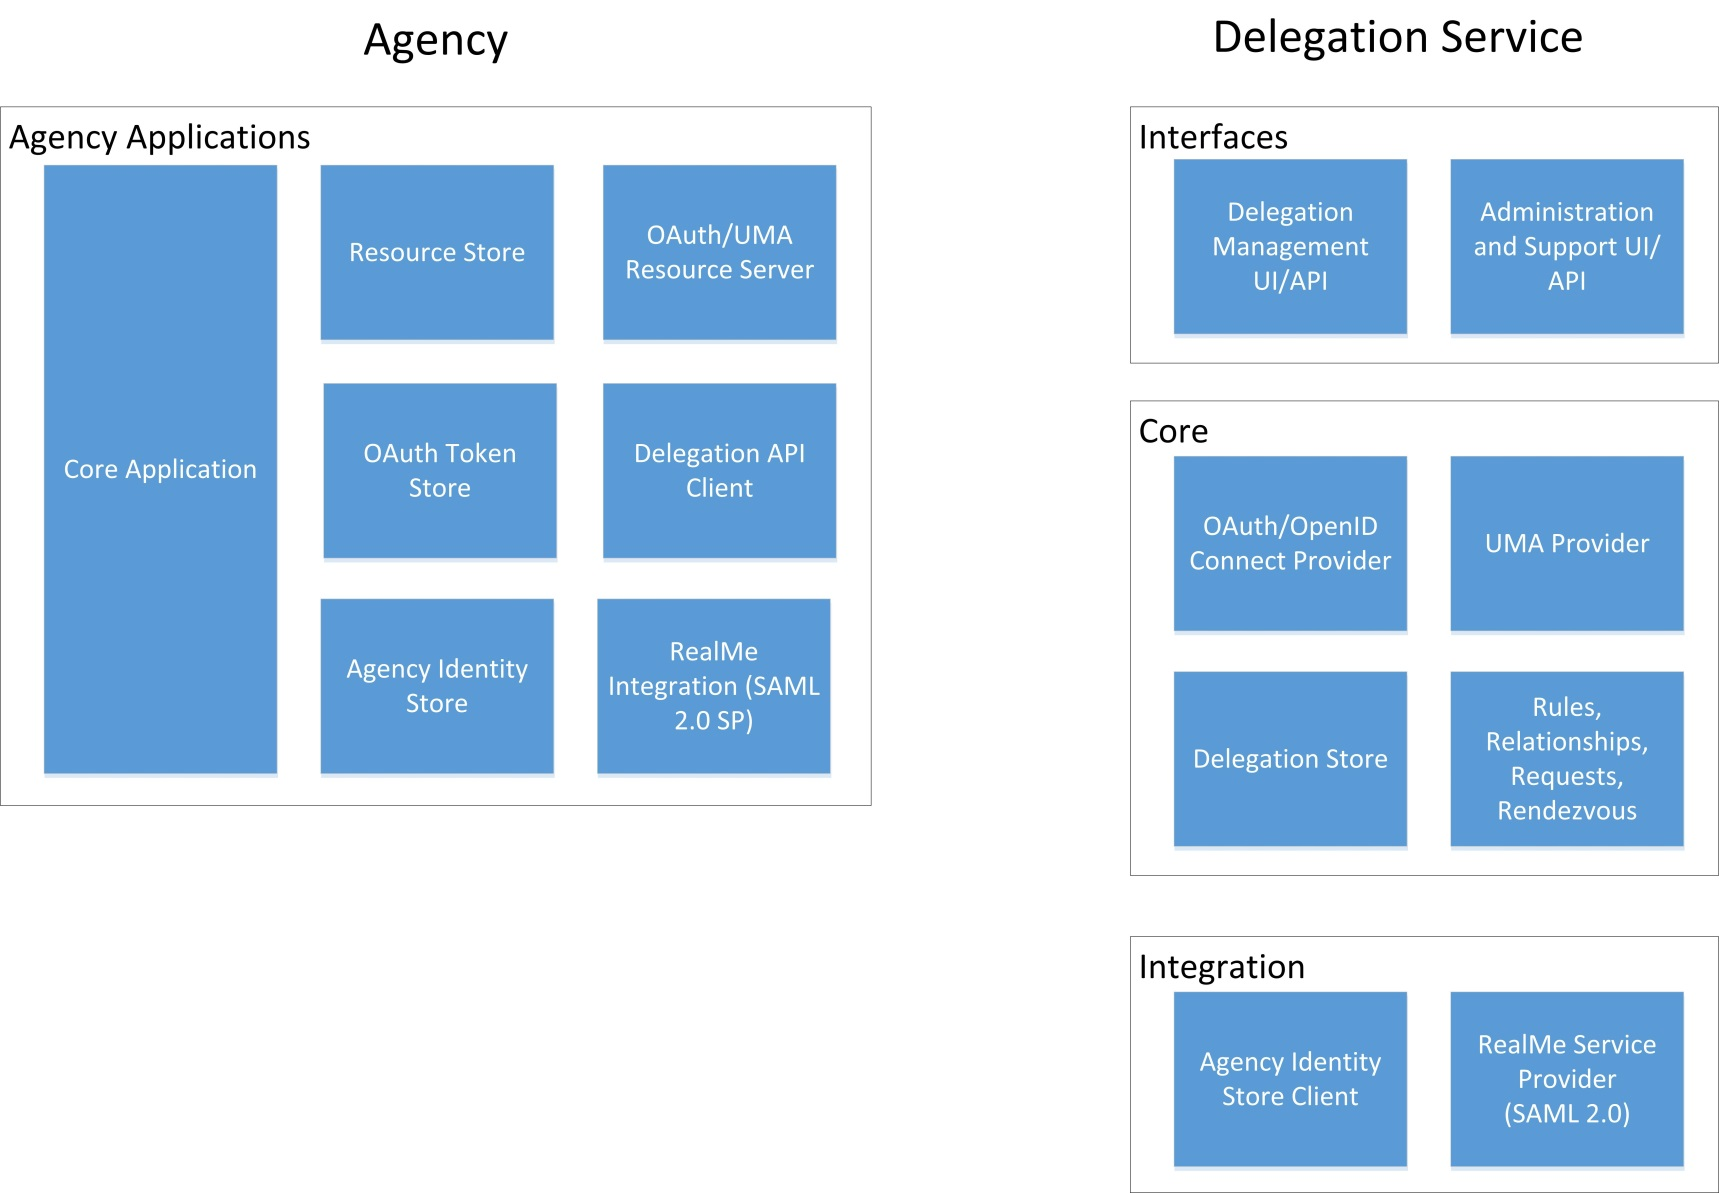 Agency
Agency Applications
Core Application
Resource Store
OAuth/UMA
Resource Server
OAuth Token
Store
Delegation API
Client
Agency Identity
Store
RealMe
Integration (SAML
2.0 SP)
Delegation Service
Interfaces
Delegation
Management
UI/API
Administration
and Support UI/
API
Core
OAuth/OpenID
Connect Provider
UMA Provider
Delegation Store
Rules,
Relationships,
Requests,
Rendezvous
Integration
Agency Identity
Store Client
RealMe Service
Provider
(SAML 2.0)